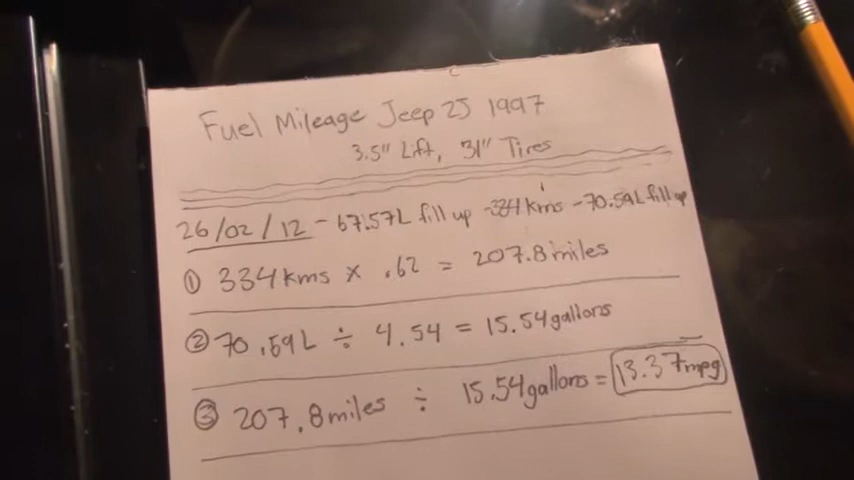 Fuel Mileage Jeep ZJ 1997
3.5" Lift, 31" Tires
26/02/12 - 67.57L fill up - 334 kms - 70.59L fill up
① 334 kms x .62 = 207.8 miles
② 70.59L ÷ 4.54 = 15.54 gallons
③ 207.8 miles ÷ 15.54 gallons = 13.37 mpg